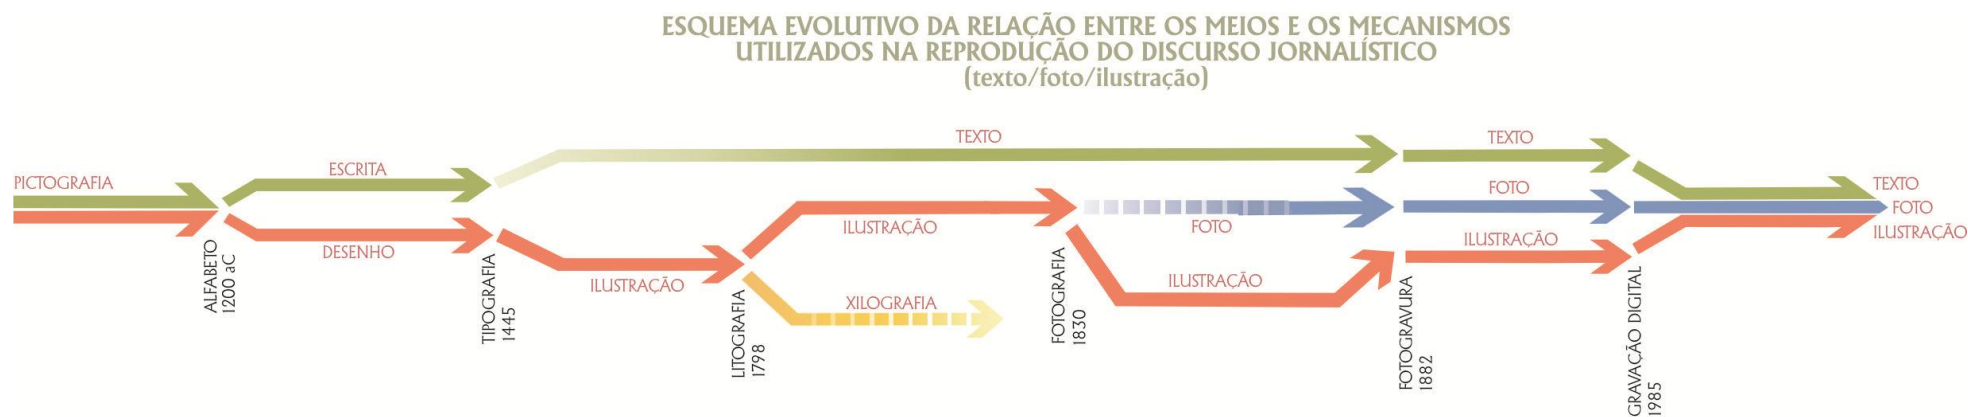 ESQUEMA EVOLUTIVO DA RELAÇÃO ENTRE OS MEIOS E OS MECANISMOS
UTILIZADOS NA REPRODUÇÃO DO DISCURSO JORNALÍSTICO
(texto/foto/ilustração)
PICTOGRAFIA
ALFABETO
1200 aC
ESCRITA
DESENHO
TIPOGRAFIA
1445
TEXTO
ILUSTRAÇÃO
LITOGRAFIA
1798
ILUSTRAÇÃO
XILOGRAFIA
FOTOGRAFIA
1830
FOTO
ILUSTRAÇÃO
FOTOGRAVURA
1882
TEXTO
FOTO
ILUSTRAÇÃO
GRAVAÇÃO DIGITAL
1985
TEXTO
FOTO
ILUSTRAÇÃO